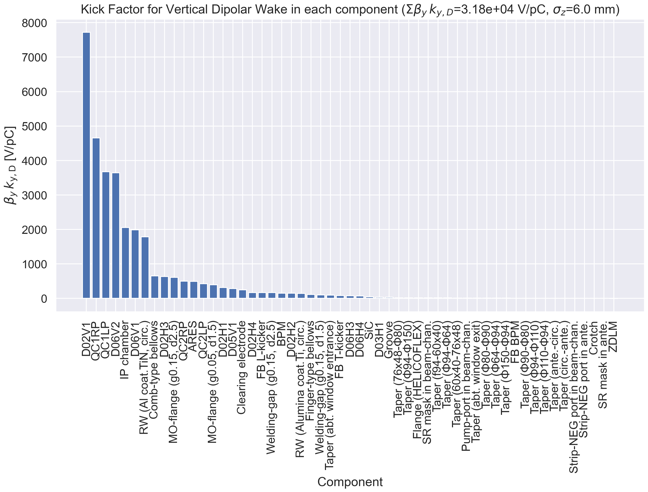 Kick Factor for Vertical Dipolar Wake in each component (Σβy ky,D=3.18e+04 V/pC, σz=6.0 mm)
βy ky,D [V/pC]
8000
7000
6000
5000
4000
3000
2000
1000
0
D02V1
QC1RP
QC1LP
D06V2
IP chamber
D06V1
RW (Al coat.TiN, circ.)
Comb-type bellows
D02H3
MO-flange (g0.15, d2.5)
QC2RP
ARES
QC2LP
MO-flange (g0.05, d1.5)
D02H1
D05V1
Clearing electrode
D02H4
FB L-kicker
Welding-gap (g0.15, d2.5)
BPM
D02H2
RW (Alumina coat.Ti, circ.)
Finger-type bellows
Welding-gap (g0.15, d1.5)
Taper (abt. window entrance)
FB T-kicker
D06H3
D06H4
SiC
D03H1
Groove
Taper (76x48-Φ80)
Taper (Φ94-Φ150)
Flange (HELICOFLEX)
SR mask in beam-chan.
Taper (f94-60x40)
Taper (Φ94-Φ64)
Taper (60x40-76x48)
Pump-port in beam-chan.
Taper (abt. window exit)
Taper (Φ80-Φ90)
Taper (Φ64-Φ94)
Taper (Φ150-Φ94)
FB BPM
Taper (Φ90-Φ80)
Taper (Φ94-Φ110)
Taper (Φ110-Φ94)
Taper (ante.-circ.)
Taper (circ.-ante.)
Strip-NEG port in beam-chan.
Strip-NEG port in ante.
Crotch
SR mask in ante.
ZDLM
Component